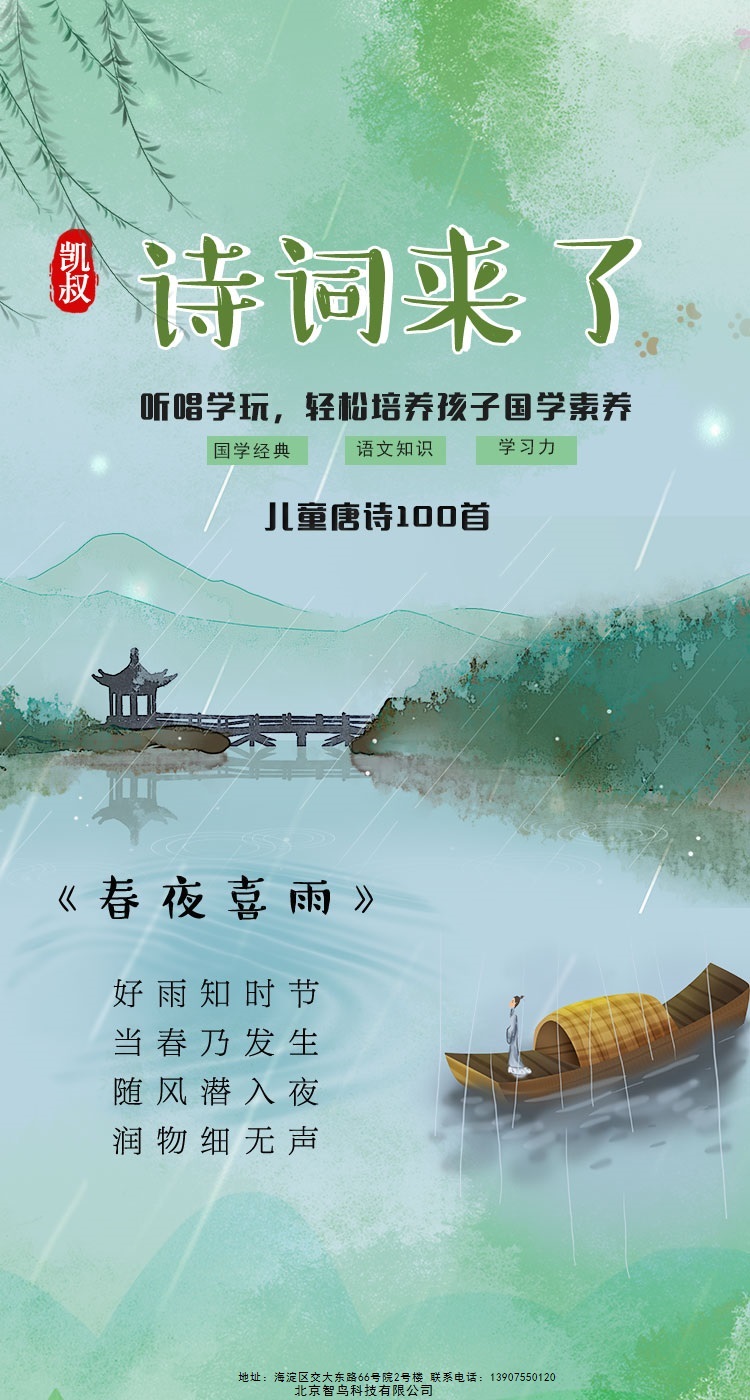 凯叔
诗词来了
听唱学玩，轻松培养孩子国学素养
国学经典 语文知识 学习力
儿童唐诗100首
《春夜喜雨》
好雨知时节
当春乃发生
随风潜入夜
润物细无声
地址：海淀区交大东路66号院2号楼 联系电话：13907550120
北京智鸟科技有限公司